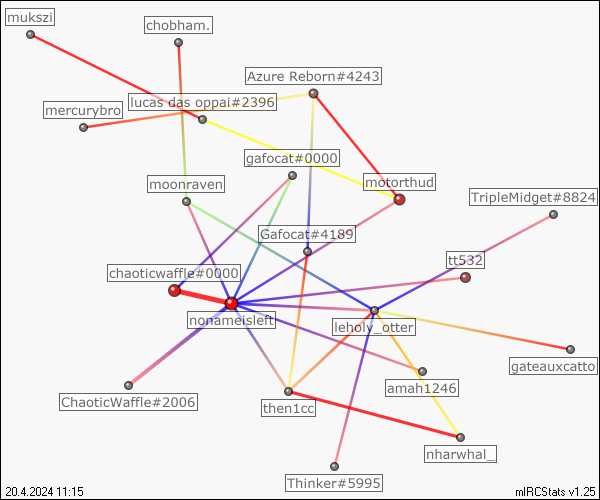 mukszi
chobham.
Azure Reborn#4243
lucas das oppai#2396
mercurybro
gafocat#0000
moonraven
motorthud
TripleMidget#8824
Gafocat#4189
tt532
chaoticwaffle#0000
nonameisleft
leholy_otter
gateauxcatto
amah1246
ChaoticWaffle#2006
then1cc
nharwhal_
Thinker#5995
20.4.2024 11:15
mIRCStats v1.25